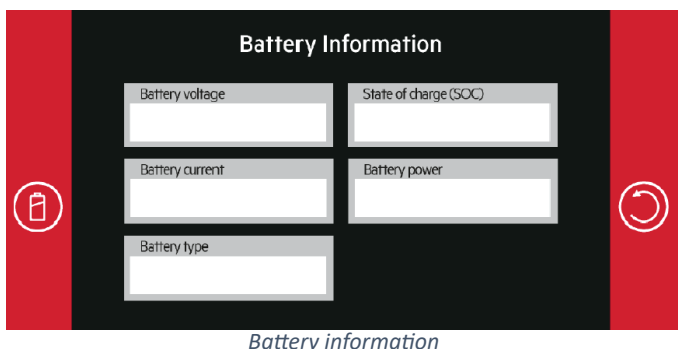 Battery Information
Battery voltage
State of charge (SOC)
Battery current
Battery power
Battery type
Battery information